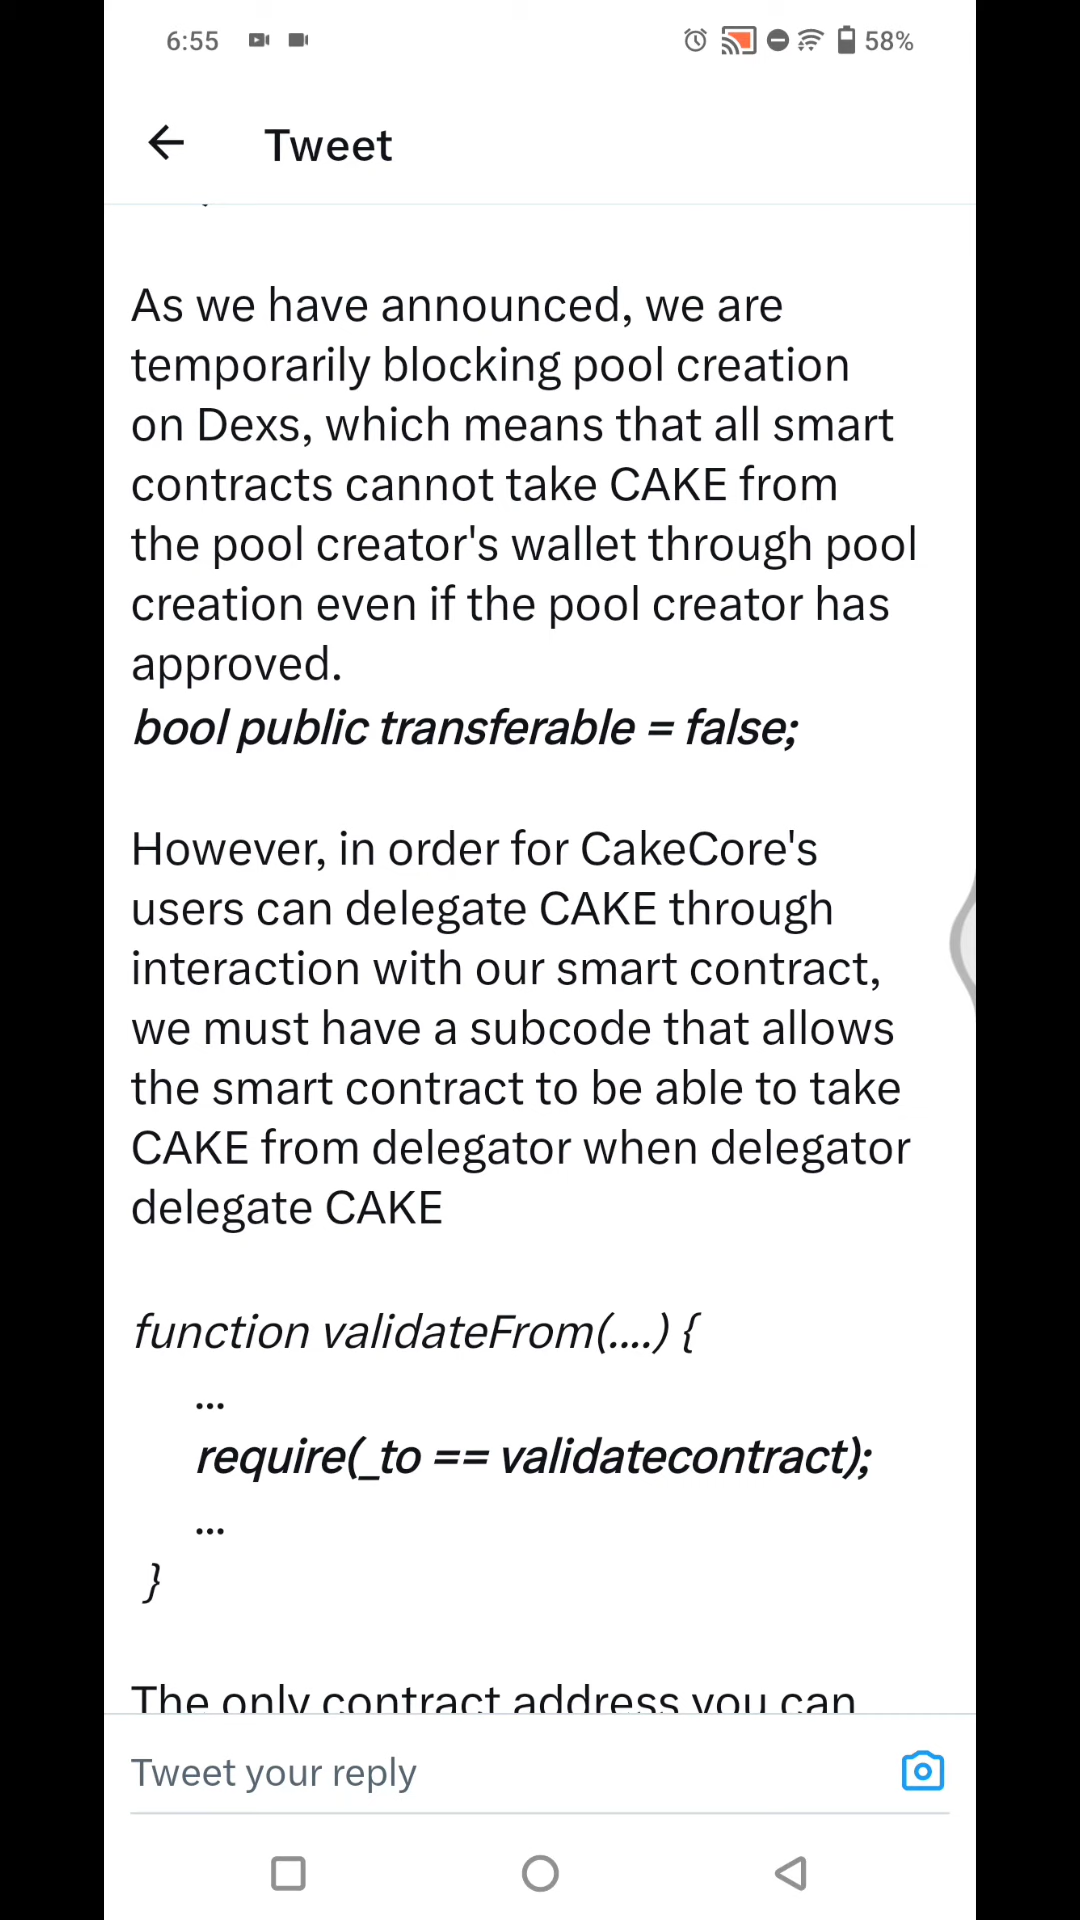 6:55
58%
Tweet
As we have announced, we are
temporarily blocking pool creation
on Dexs, which means that all smart
contracts cannot take CAKE from
the pool creator's wallet through pool
creation even if the pool creator has
approved.
bool public transferable = false;
However, in order for CakeCore's
users can delegate CAKE through
interaction with our smart contract,
we must have a subcode that allows
the smart contract to be able to take
CAKE from delegator when delegator
delegate CAKE
function validateFrom(....) {
...
require(_to == validatecontract);
...
}
The only contract address you can
Tweet your reply